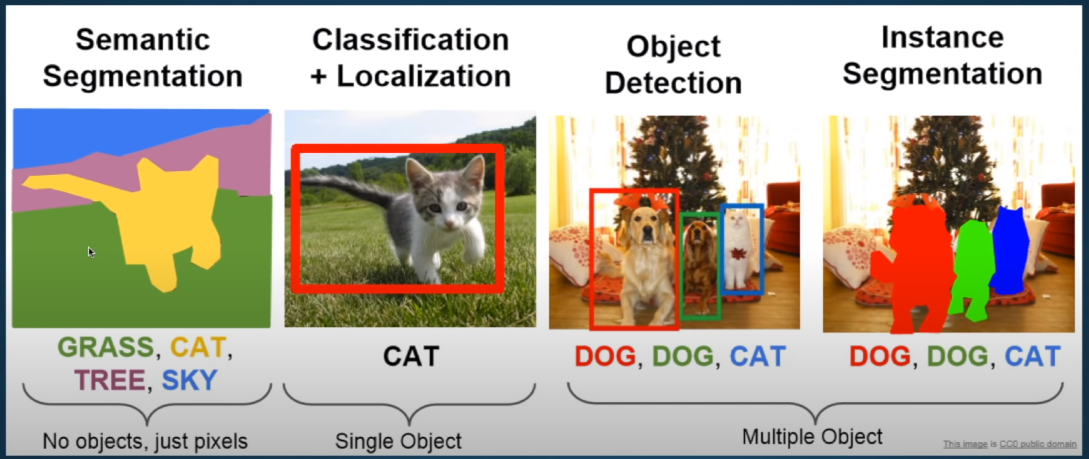 Semantic
Segmentation
Classification
+ Localization
Object
Detection
Instance
Segmentation
GRASS, CAT,
TREE, SKY
CAT
DOG, DOG, CAT
DOG, DOG, CAT
No objects, just pixels
Single Object
Multiple Object
This image is CC0 public domain